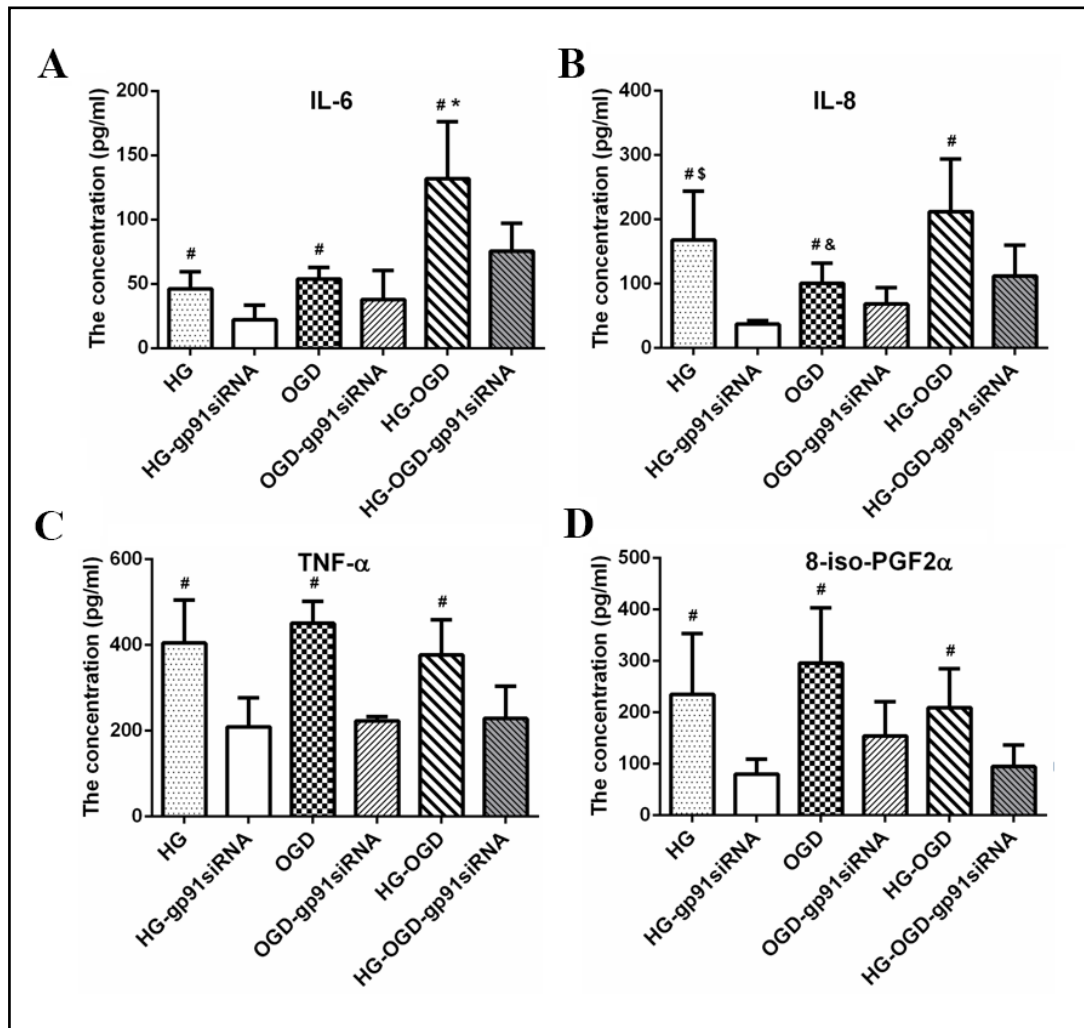 A
IL-6
The concentration (pg/ml)
200
150
100
50
0
#
#
# *
HG
HG-gp91siRNA
OGD
OGD-gp91siRNA
HG-OGD
HG-OGD-gp91siRNA
B
IL-8
The concentration (pg/ml)
400
300
200
100
0
# $
# &
#
HG
HG-gp91siRNA
OGD
OGD-gp91siRNA
HG-OGD
HG-OGD-gp91siRNA
C
TNF-α
The concentration (pg/ml)
600
400
200
0
#
#
#
HG
HG-gp91siRNA
OGD
OGD-gp91siRNA
HG-OGD
HG-OGD-gp91siRNA
D
8-iso-PGF2α
The concentration (pg/ml)
500
400
300
200
100
0
#
#
#
HG
HG-gp91siRNA
OGD
OGD-gp91siRNA
HG-OGD
HG-OGD-gp91siRNA